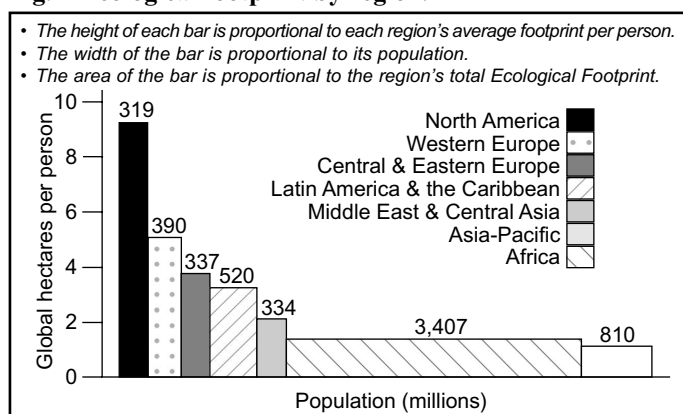 • The height of each bar is proportional to each region's average footprint per person.
• The width of the bar is proportional to its population.
• The area of the bar is proportional to the region's total Ecological Footprint.
10
319
North America
Western Europe
8
Central & Eastern Europe
Latin America & the Caribbean
Middle East & Central Asia
6
Asia-Pacific
390
Africa
337
4
520
334
3,407
2
810
0
Global hectares per person
Population (millions)